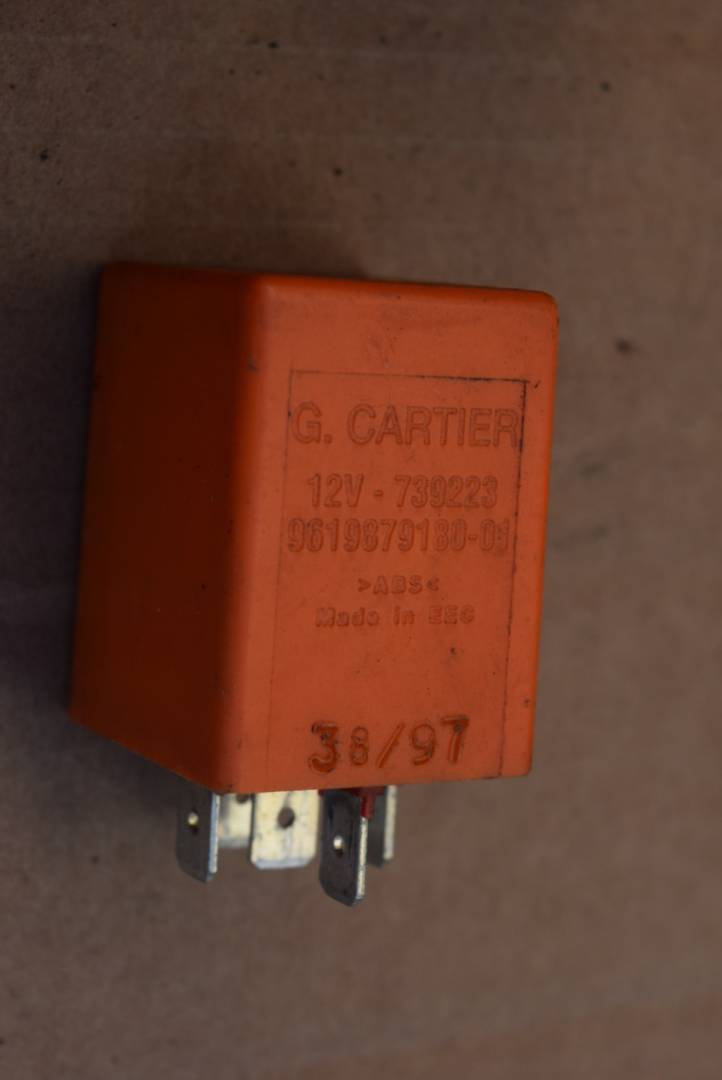 G. CARTIER
12V - 739223
9619879180-01
>ABS<
Made in EEC
38/97